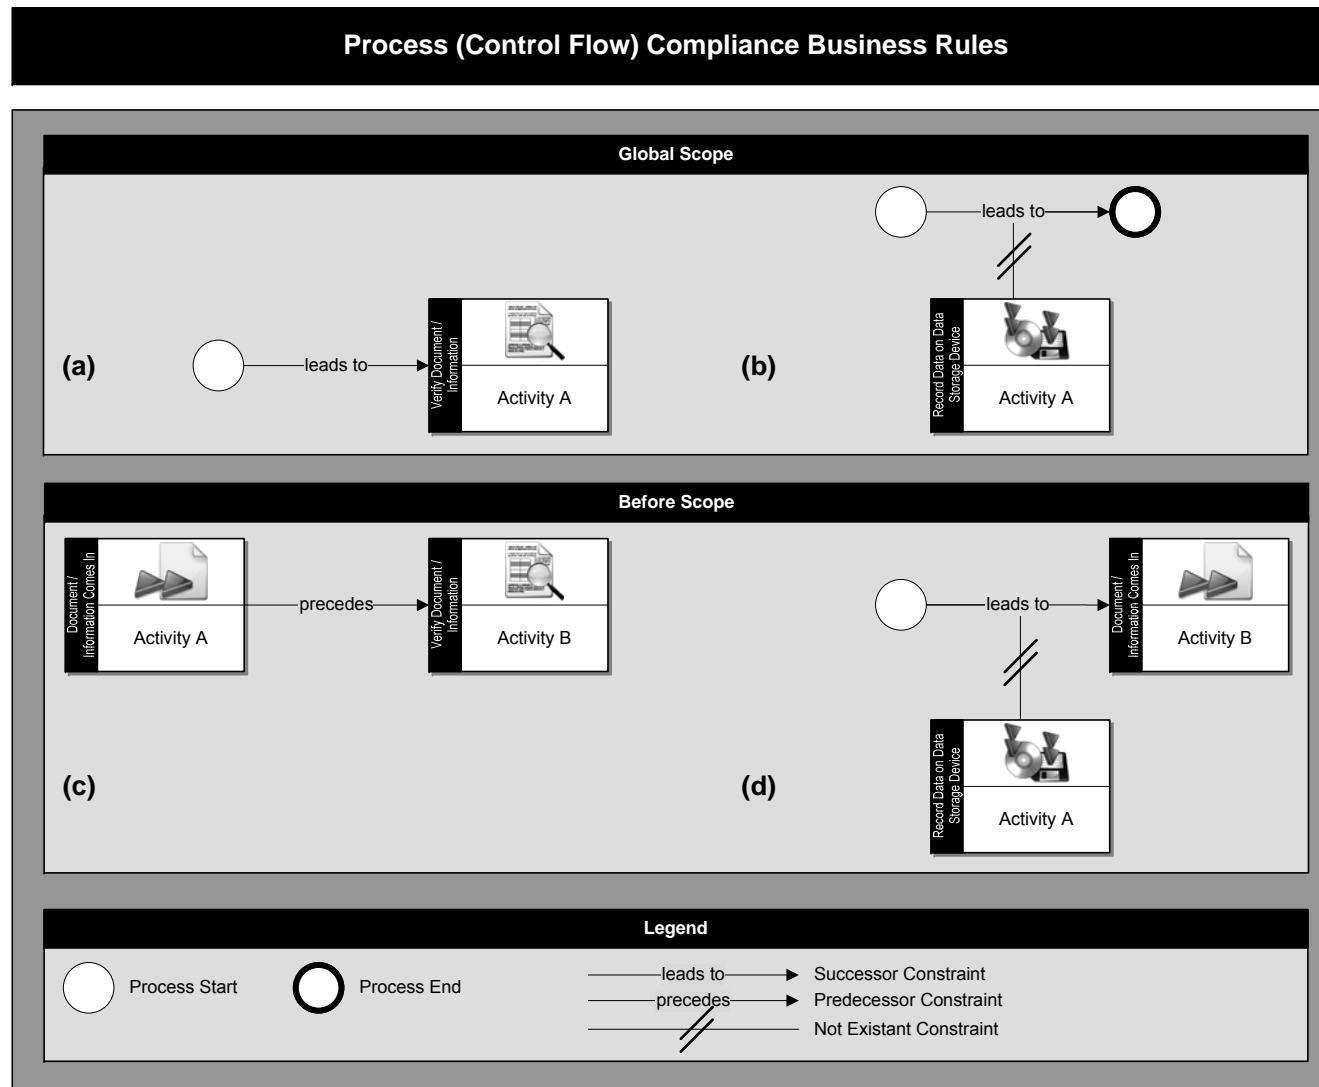 Process (Control Flow) Compliance Business Rules
Global Scope
(a)
leads to
Verify Document /
Information
Activity A
(b)
leads to
Record Data on Data
Storage Device
Activity A
Before Scope
(c)
Document /
Information Comes In
Activity A
precedes
Verify Document /
Information
Activity B
(d)
leads to
Document /
Information Comes In
Activity B
Record Data on Data
Storage Device
Activity A
Legend
Process Start
Process End
leads to
Successor Constraint
precedes
Predecessor Constraint
Not Existant Constraint